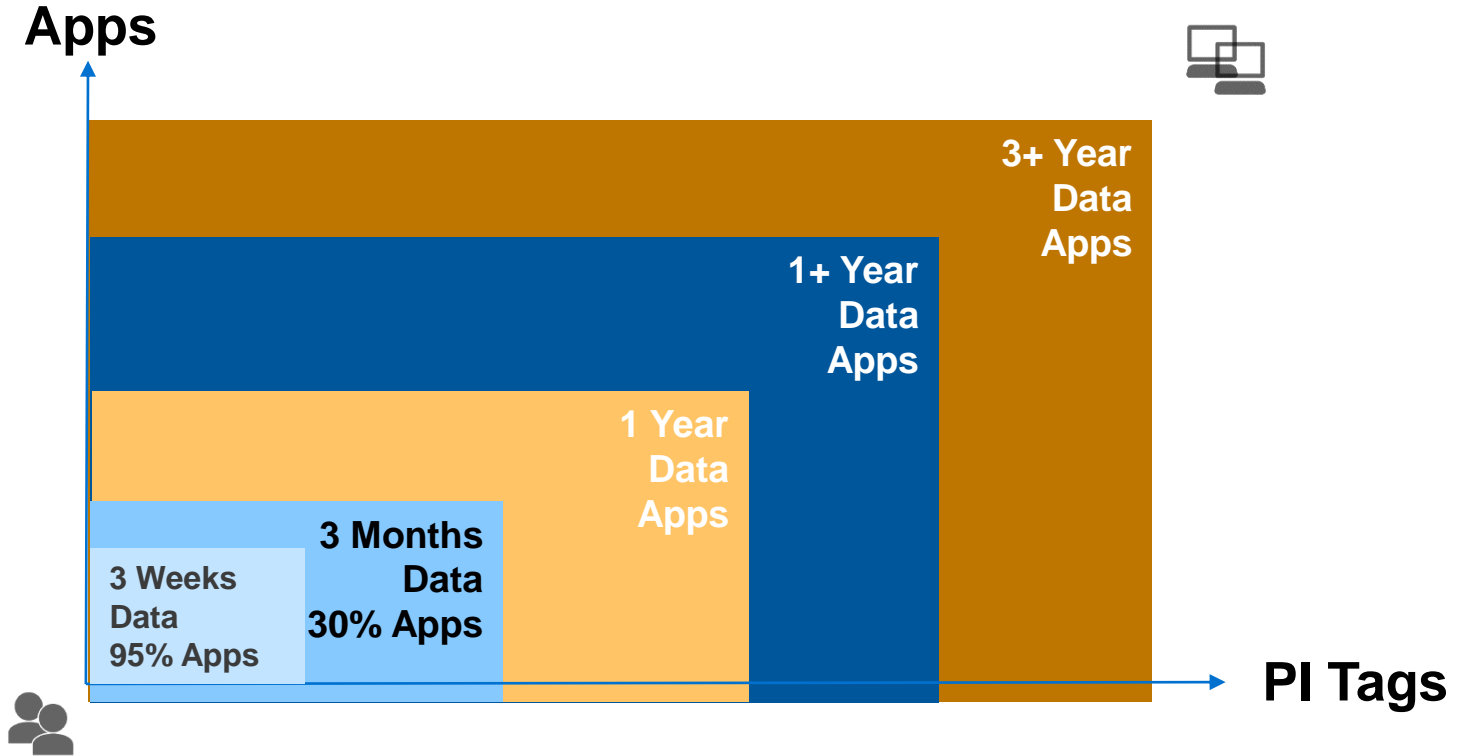 Apps
3+ Year
Data
Apps
1+ Year
Data
Apps
1 Year
Data
Apps
3 Months
Data
30% Apps
3 Weeks
Data
95% Apps
PI Tags